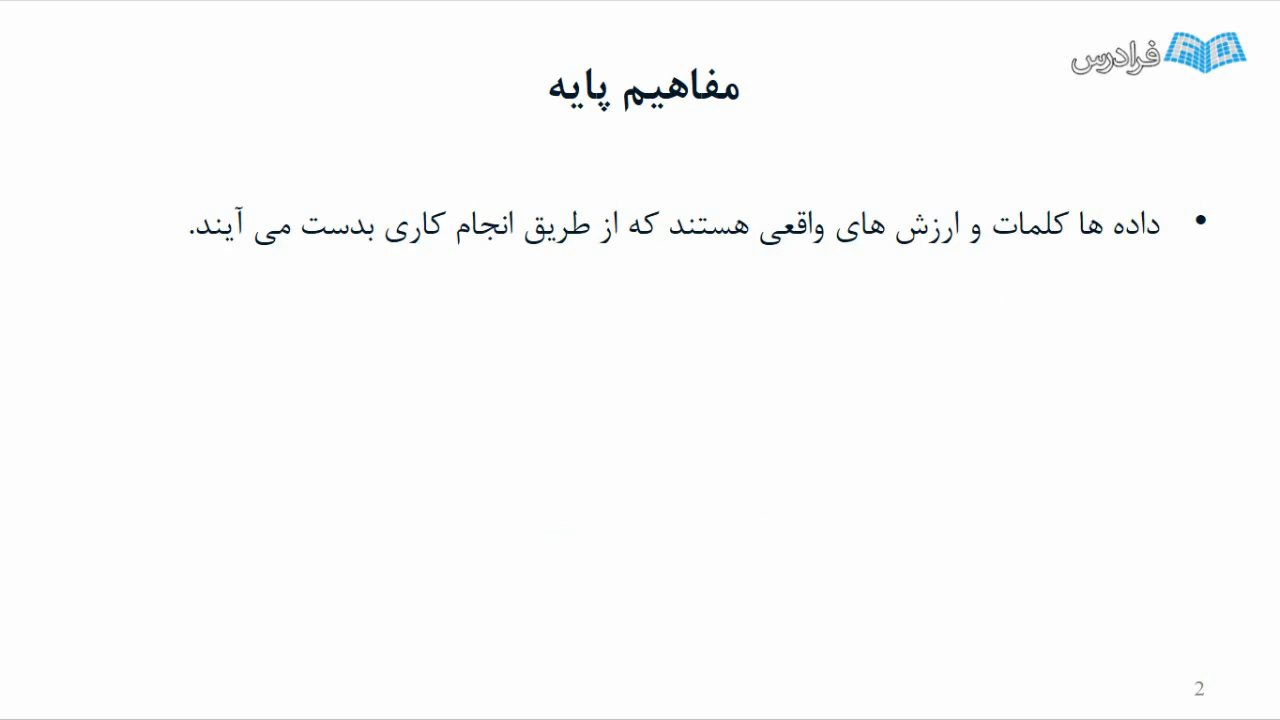 فرادرس
مفاهیم پایه
• داده ها کلمات و ارزش های واقعی هستند که از طریق انجام کاری بدست می آیند.
2